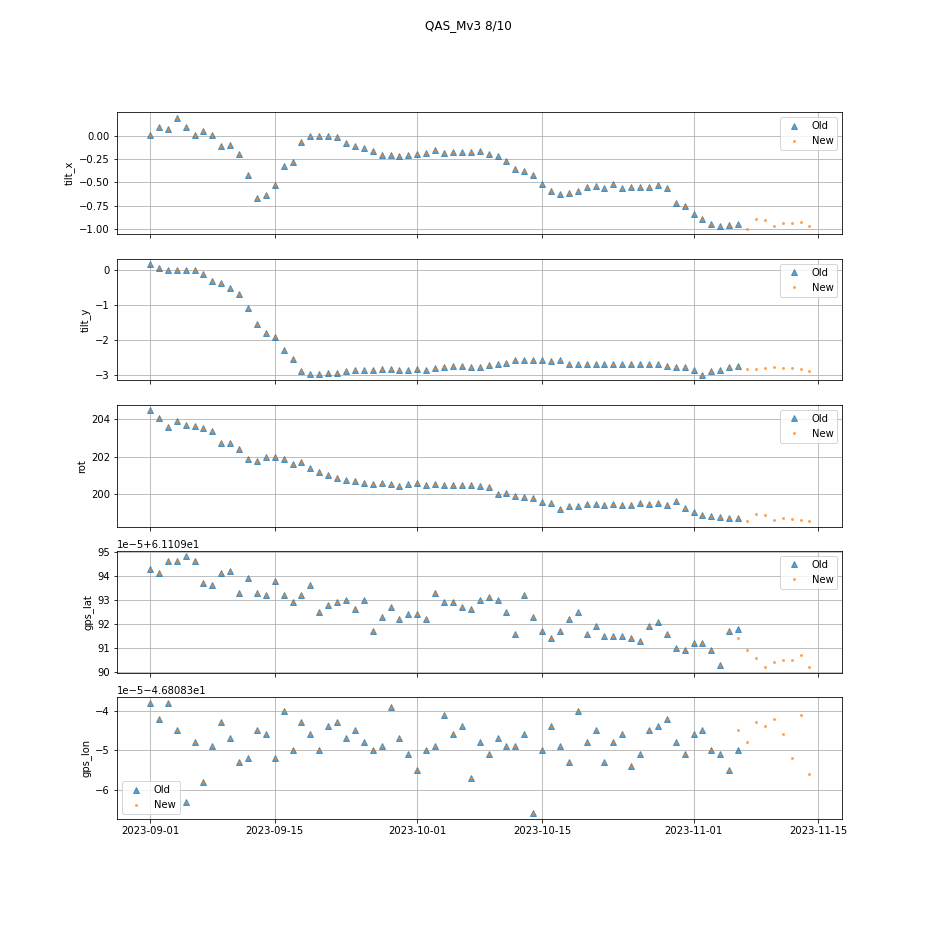 QAS_Mv3 8/10
0.00
−0.25
−0.50
−0.75
−1.00
tilt_x
Old
New
0
−1
−2
−3
tilt_y
Old
New
204
202
200
rot
Old
New
1e−5+6.1109e1
95
94
93
92
91
90
gps_lat
Old
New
1e−5−4.68083e1
−4
−5
−6
gps_lon
Old
New
2023-09-01 2023-09-15 2023-10-01 2023-10-15 2023-11-01 2023-11-15